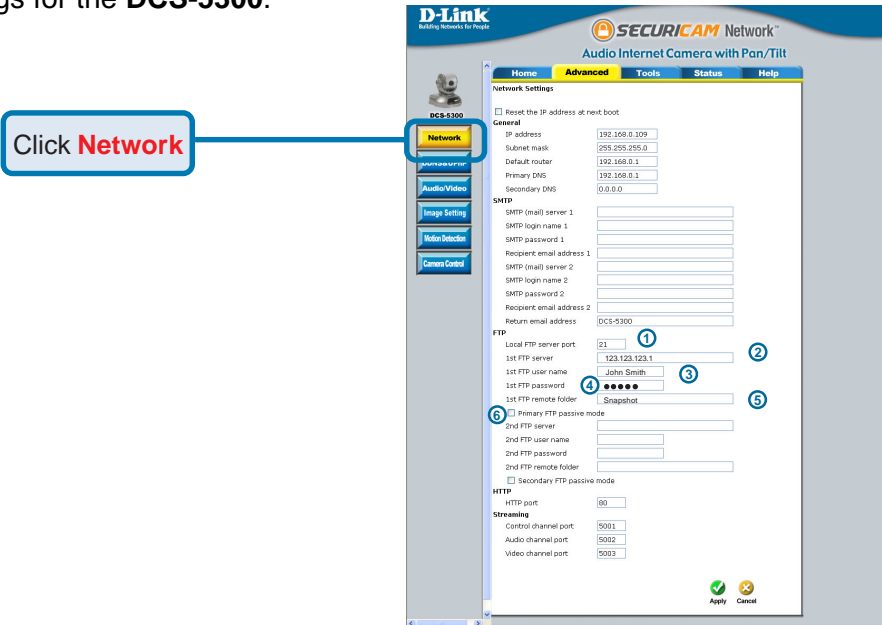 gs for the DCS-5300.
D-Link
Building Networks for People
SECURICAM Network™
Audio Internet Camera with Pan/Tilt
Home Advanced Tools Status Help
DCS-5300
Click Network
Network
DDNS&UPnP
Audio/Video
Image Setting
Motion Detection
Camera Control
Network Settings
Reset the IP address at next boot
General
IP address 192.168.0.109
Subnet mask 255.255.255.0
Default router 192.168.0.1
Primary DNS 192.168.0.1
Secondary DNS 0.0.0.0
SMTP
SMTP (mail) server 1
SMTP login name 1
SMTP password 1
Recipient email address 1
SMTP (mail) server 2
SMTP login name 2
SMTP password 2
Recipient email address 2
Return email address DCS-5300
FTP
Local FTP server port 21 1
1st FTP server 123.123.123.1 2
1st FTP user name John Smith 3
1st FTP password 4 ●●●●●
1st FTP remote folder Snapshot 5
6 Primary FTP passive mode
2nd FTP server
2nd FTP user name
2nd FTP password
2nd FTP remote folder
Secondary FTP passive mode
HTTP
HTTP port 80
Streaming
Control channel port 5001
Audio channel port 5002
Video channel port 5003
Apply Cancel